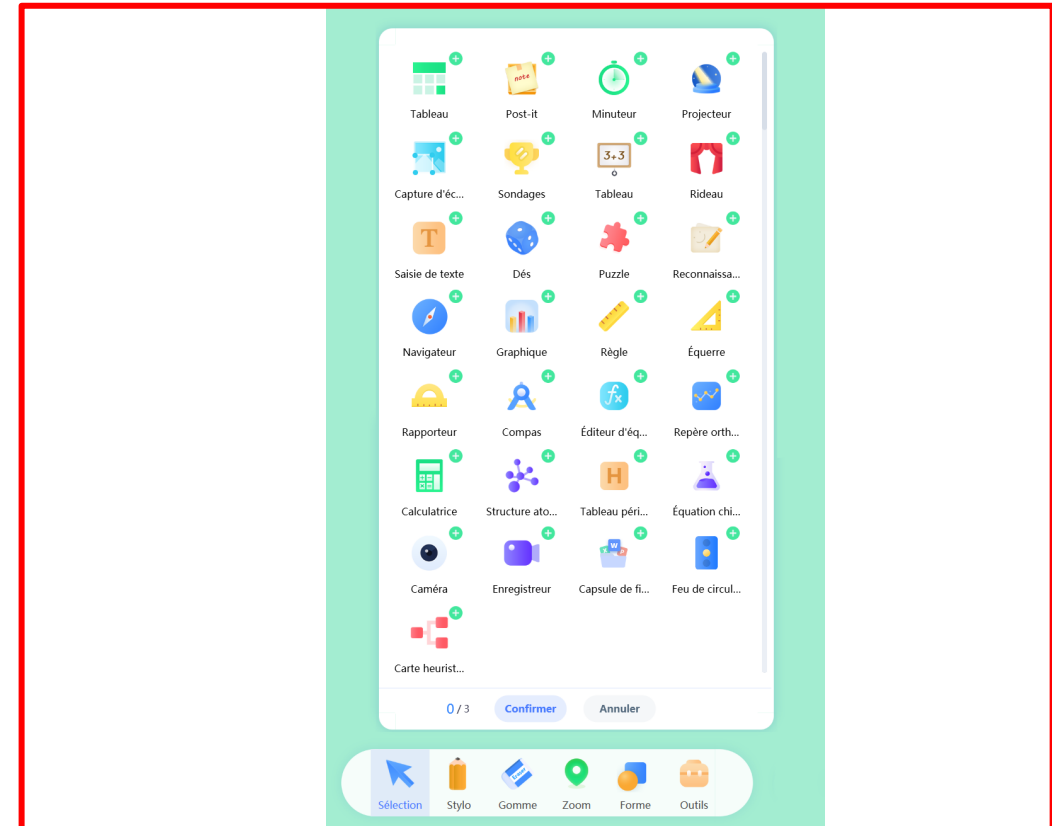 note
Tableau Post-it Minuteur Projecteur
3+3
Capture d'éc... Sondages Tableau Rideau
T
Saisie de texte Dés Puzzle Reconnaissa...
Navigateur Graphique Règle Équerre
fx
Rapporteur Compas Éditeur d'éq... Repère orth...
H
Calculatrice Structure ato... Tableau péri... Équation chi...
W
Caméra Enregistreur Capsule de fi... Feu de circul...
Carte heurist...
0 / 3 Confirmer Annuler
Eraser
Sélection Stylo Gomme Zoom Forme Outils